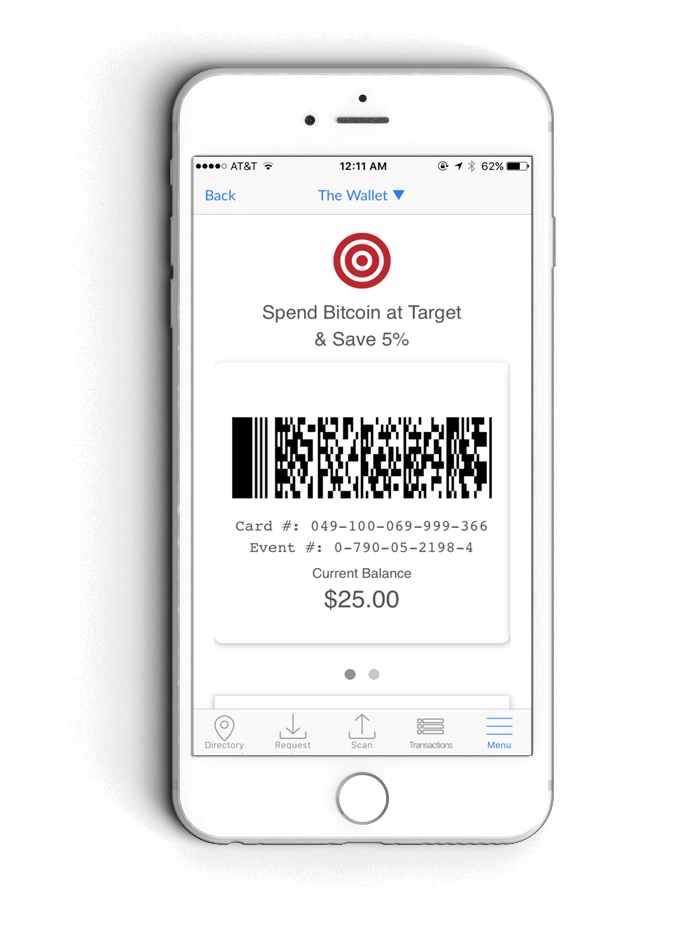 AT&T 12:11 AM 62%
Back The Wallet ▼
Spend Bitcoin at Target
& Save 5%
Card #: 049-100-069-999-366
Event #: 0-790-05-2198-4
Current Balance
$25.00
Directory Request Scan Transactions Menu